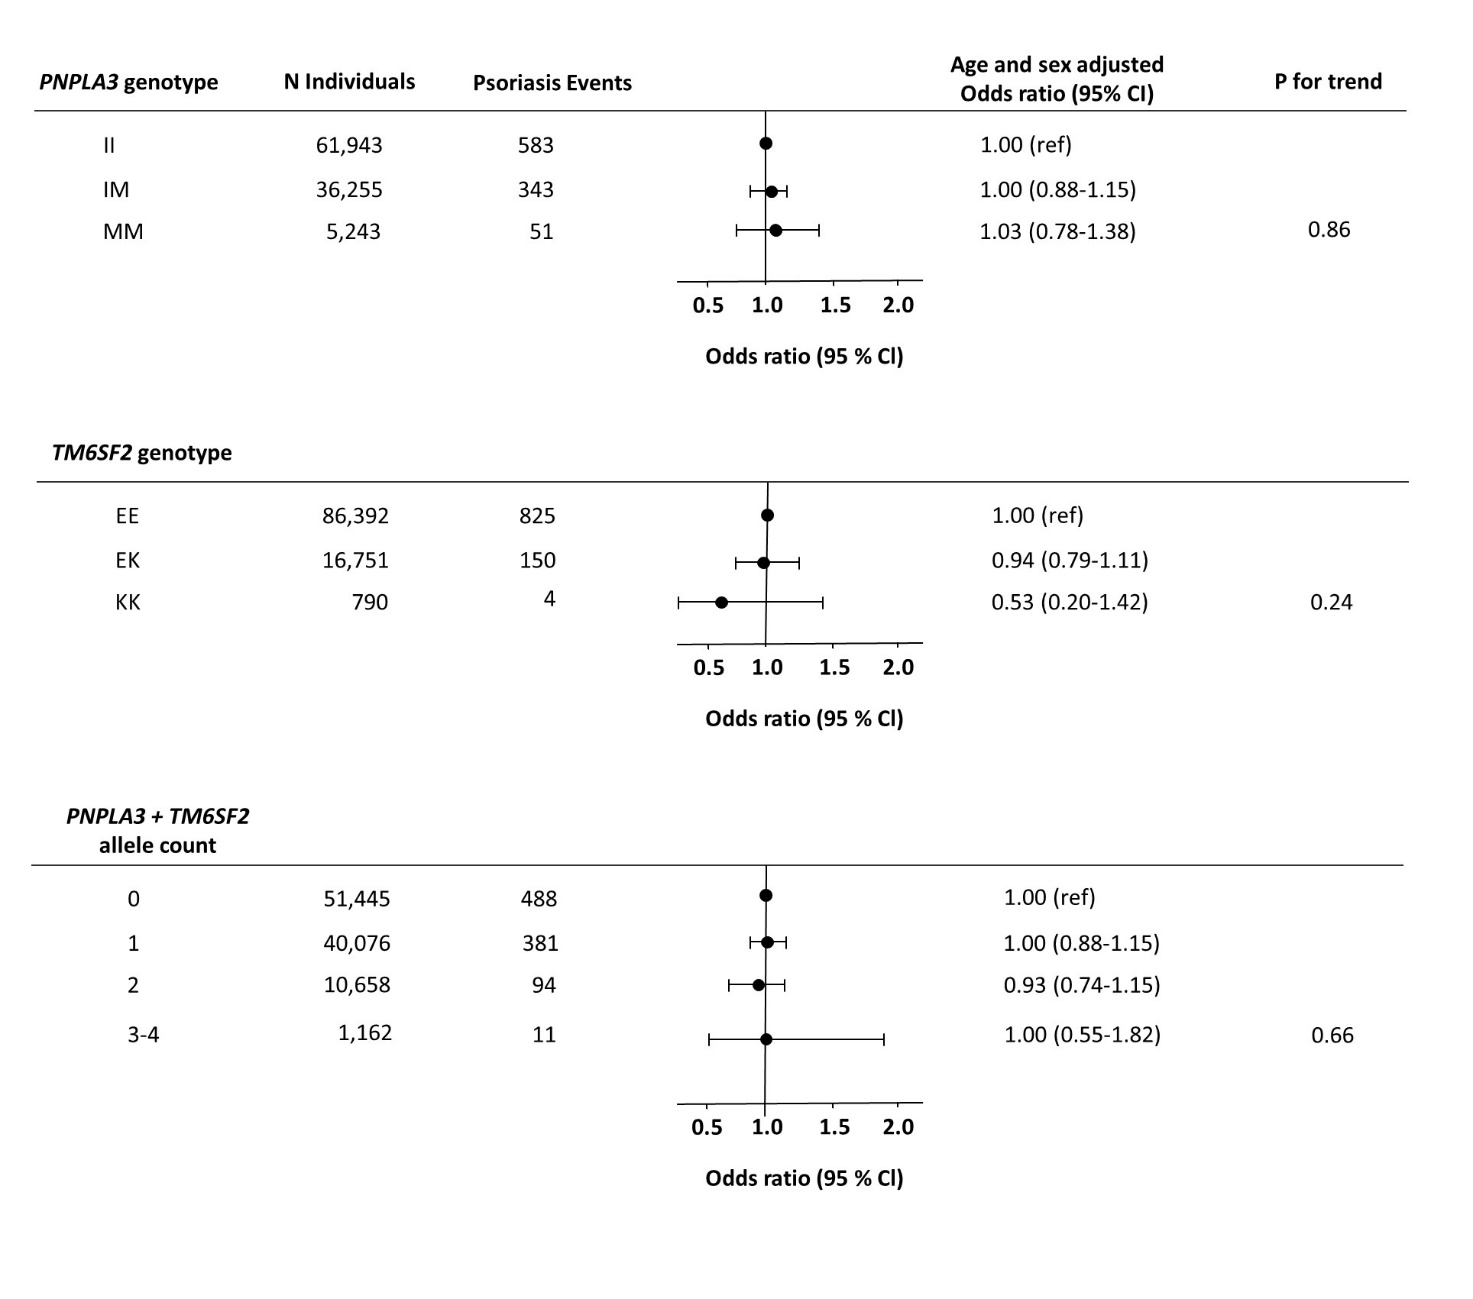 PNPLA3 genotype N Individuals Psoriasis Events Age and sex adjusted Odds ratio (95% CI) P for trend
II 61,943 583 1.00 (ref)
IM 36,255 343 1.00 (0.88-1.15)
MM 5,243 51 1.03 (0.78-1.38) 0.86
0.5 1.0 1.5 2.0
Odds ratio (95 % CI)
TM6SF2 genotype
EE 86,392 825 1.00 (ref)
EK 16,751 150 0.94 (0.79-1.11)
KK 790 4 0.53 (0.20-1.42) 0.24
0.5 1.0 1.5 2.0
Odds ratio (95 % CI)
PNPLA3 + TM6SF2
allele count
0 51,445 488 1.00 (ref)
1 40,076 381 1.00 (0.88-1.15)
2 10,658 94 0.93 (0.74-1.15)
3-4 1,162 11 1.00 (0.55-1.82) 0.66
0.5 1.0 1.5 2.0
Odds ratio (95 % CI)